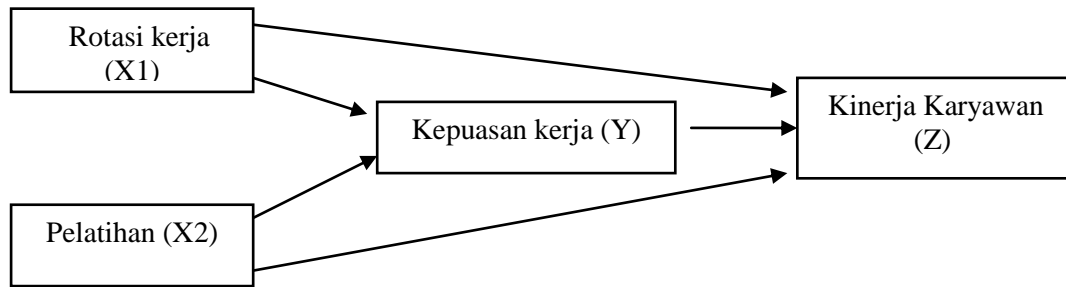 Rotasi kerja
(X1)
Kepuasan kerja (Y)
Kinerja Karyawan
(Z)
Pelatihan (X2)